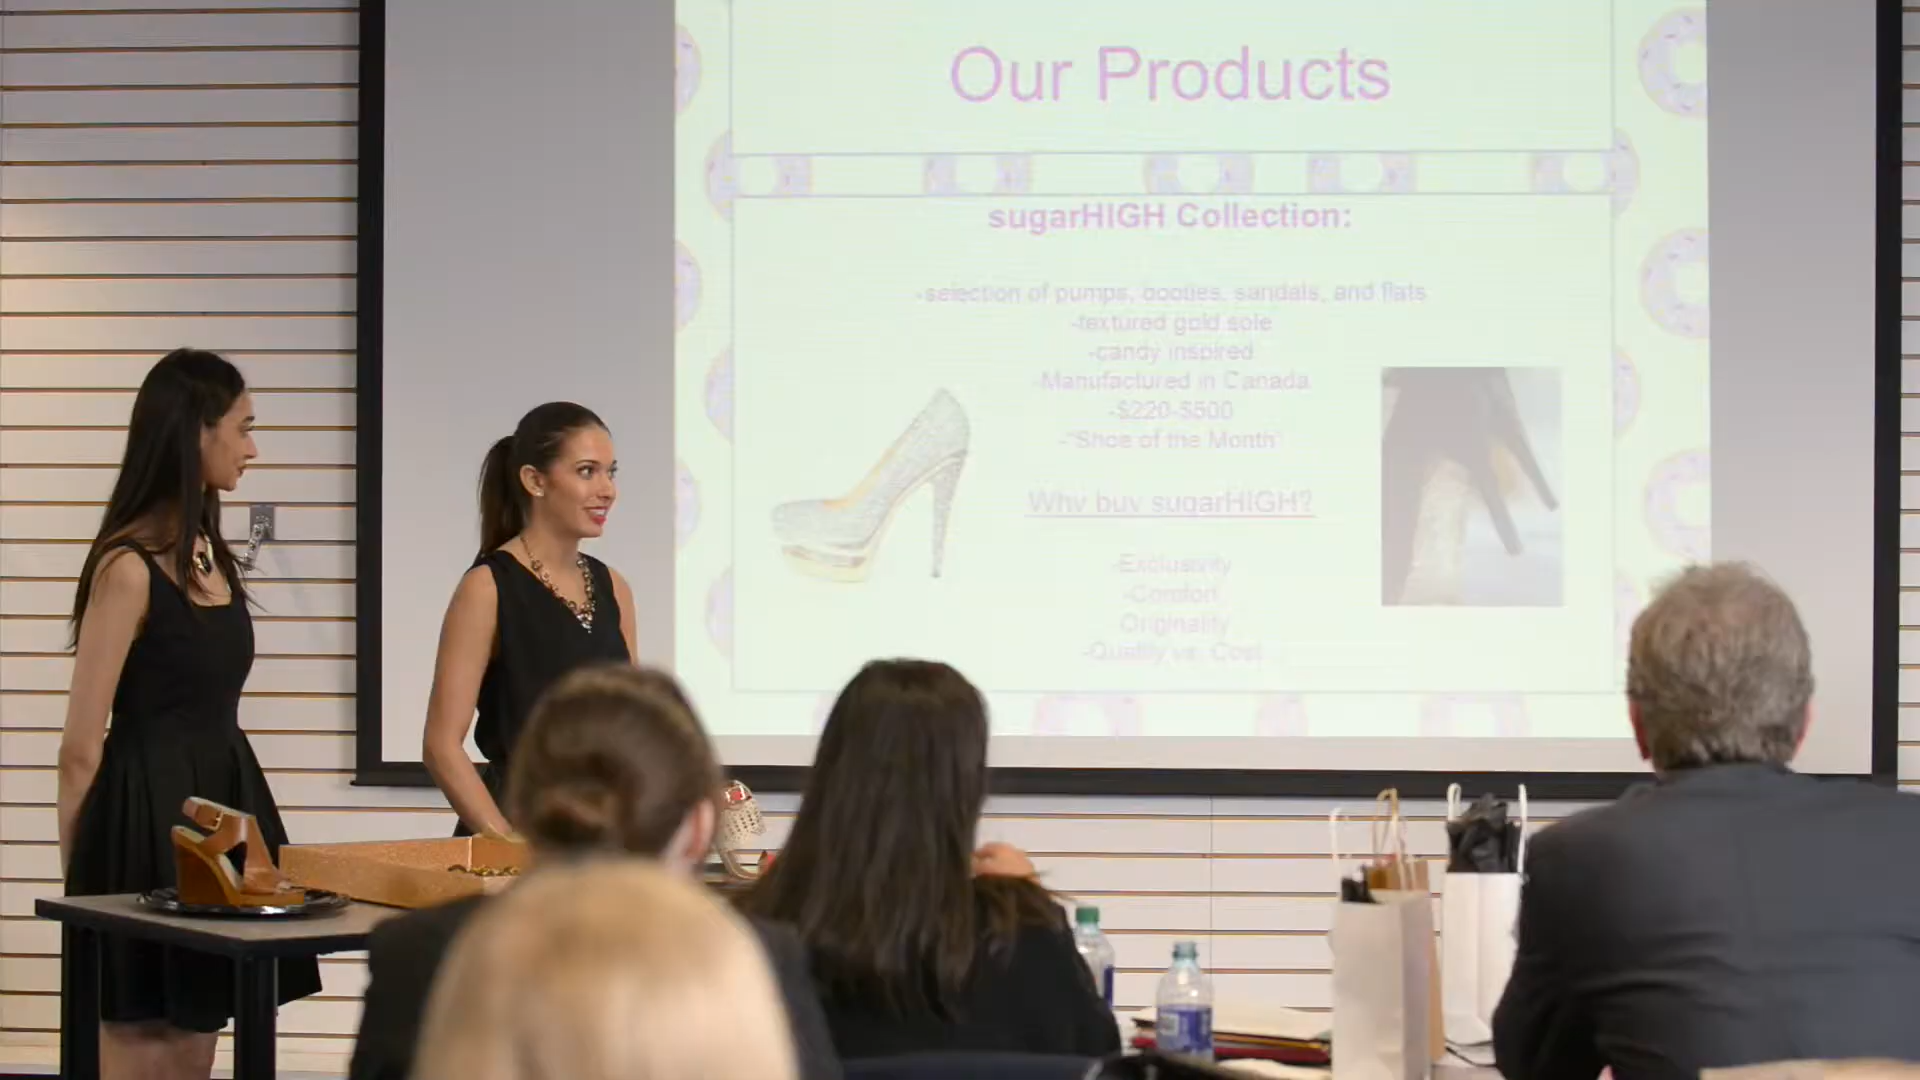 Our Products
sugarHIGH Collection:
-selection of pumps, booties, sandals, and flats
-textured gold sole
-candy inspired
-Manufactured in Canada
-$220-$500
-"Shoe of the Month"
Why buy sugarHIGH?
-Exclusivity
-Comfort
-Originality
-Quality vs. Cost